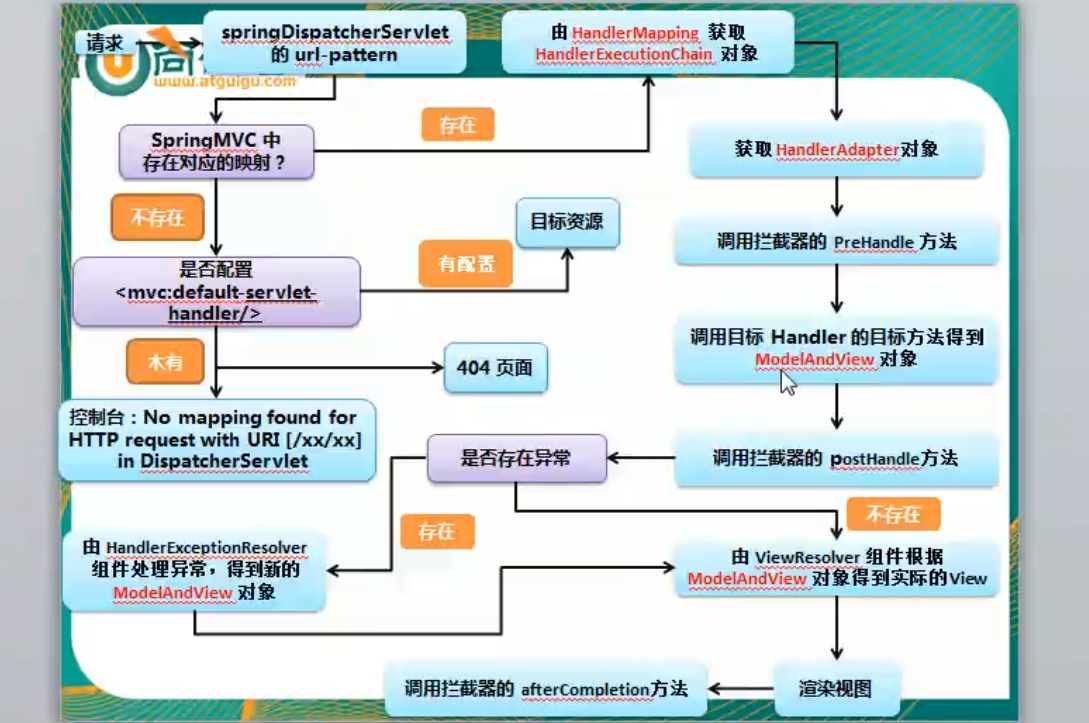 请求
springDispatcherServlet
的 url-pattern
由 HandlerMapping 获取
HandlerExecutionChain 对象
尚
www.atguigu.com
SpringMVC 中
存在对应的映射？
存在
获取 HandlerAdapter对象
不存在
目标资源
调用拦截器的 PreHandle 方法
是否配置
<mvc:default-servlet-
handler/>
有配置
调用目标 Handler 的目标方法得到
ModelAndView 对象
木有
404 页面
控制台：No mapping found for
HTTP request with URI [/xx/xx]
in DispatcherServlet
是否存在异常
调用拦截器的 postHandle方法
存在
不存在
由 HandlerExceptionResolver
组件处理异常，得到新的
ModelAndView 对象
由 ViewResolver 组件根据
ModelAndView 对象得到实际的View
调用拦截器的 afterCompletion方法
渲染视图